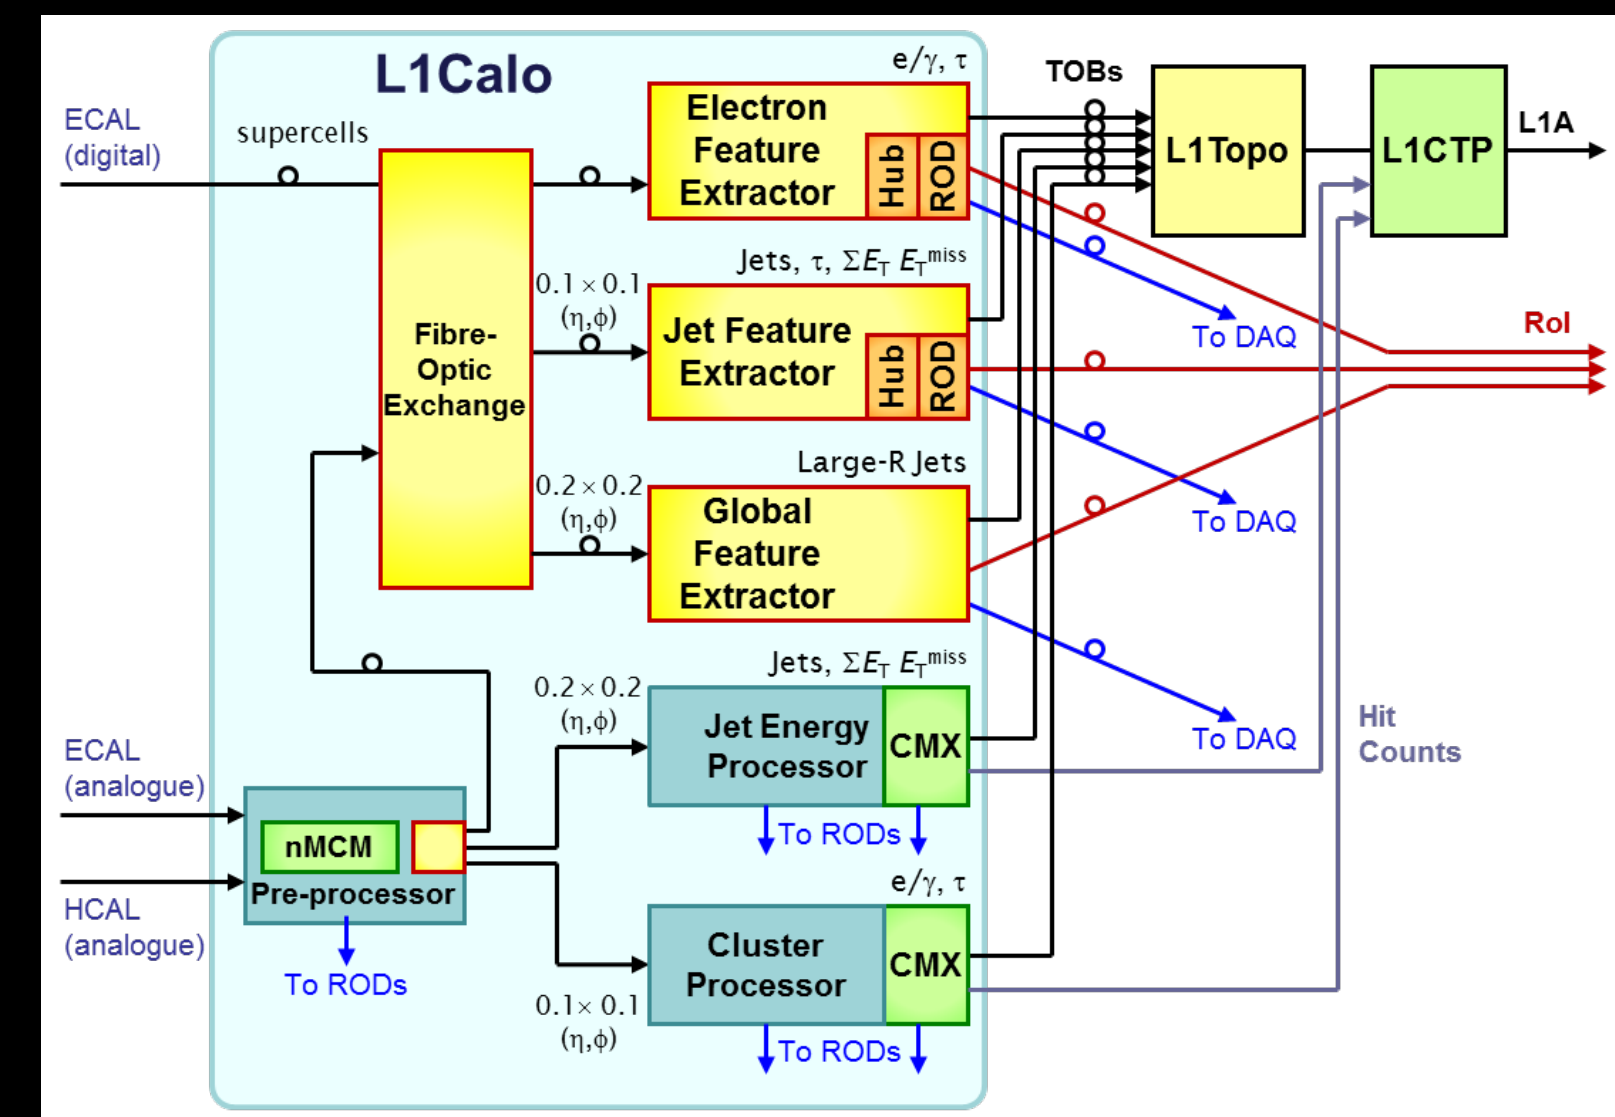 L1Calo
e/γ, τ
TOBs
ECAL
(digital)
supercells
Electron
Feature
Extractor
Hub
ROD
L1Topo
L1CTP
L1A
Jets, τ, ΣE_T E_T^miss
0.1 × 0.1
(η,ϕ)
Jet Feature
Extractor
Hub
ROD
To DAQ
RoI
Fibre-
Optic
Exchange
Large-R Jets
0.2 × 0.2
(η,ϕ)
Global
Feature
Extractor
To DAQ
Jets, ΣE_T E_T^miss
0.2 × 0.2
(η,ϕ)
Jet Energy
Processor
CMX
To DAQ
Hit
Counts
To RODs
ECAL
(analogue)
nMCM
Pre-processor
HCAL
(analogue)
To RODs
e/γ, τ
Cluster
Processor
CMX
0.1 × 0.1
(η,ϕ)
To RODs